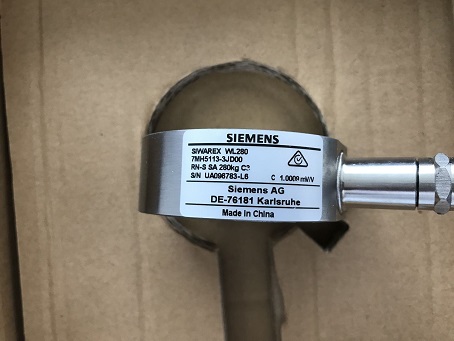 SIEMENS
SIWAREX WL280
7MH5113-3JD00
RN-S SA 280kg C3
S/N UA096783-L6 C 1.0009 mV/V
Siemens AG
DE-76181 Karlsruhe
Made in China